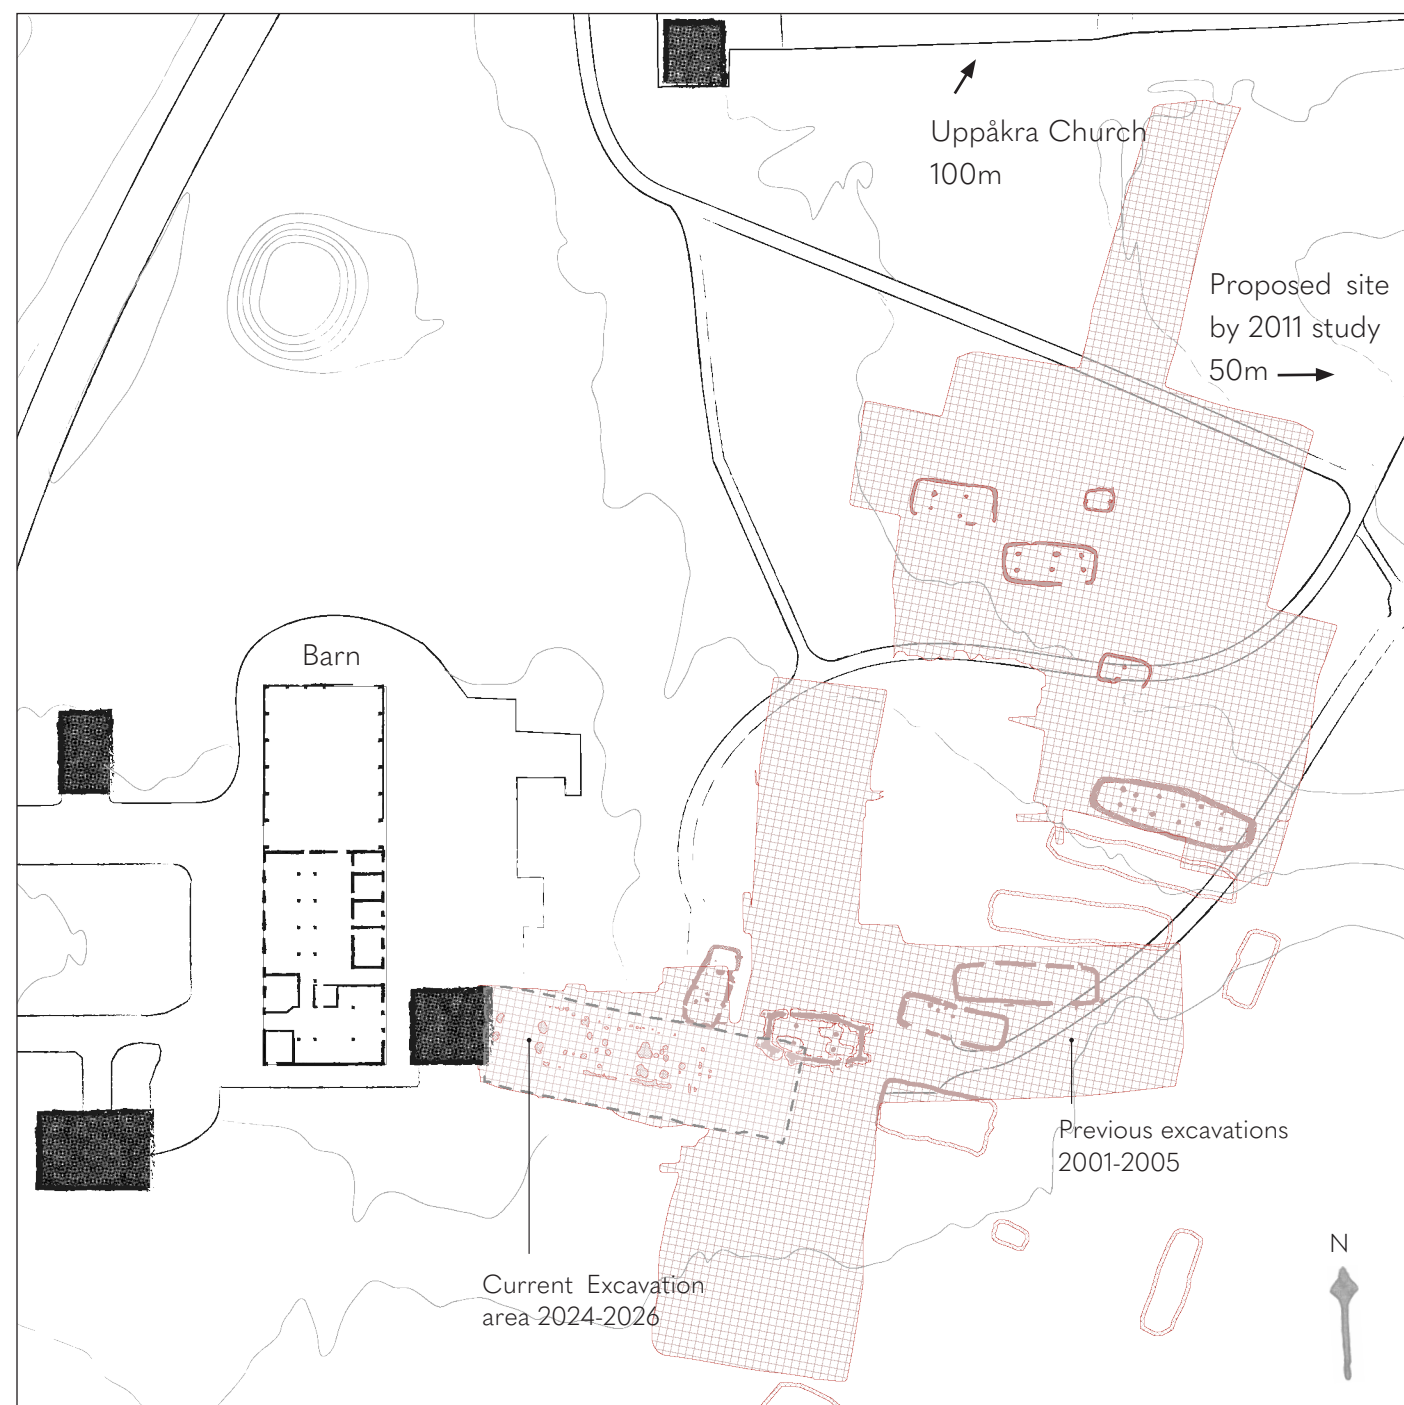 Uppåkra Church
100m
Proposed site
by 2011 study
50m
Barn
Previous excavations
2001-2005
N
Current Excavation
area 2024-2026